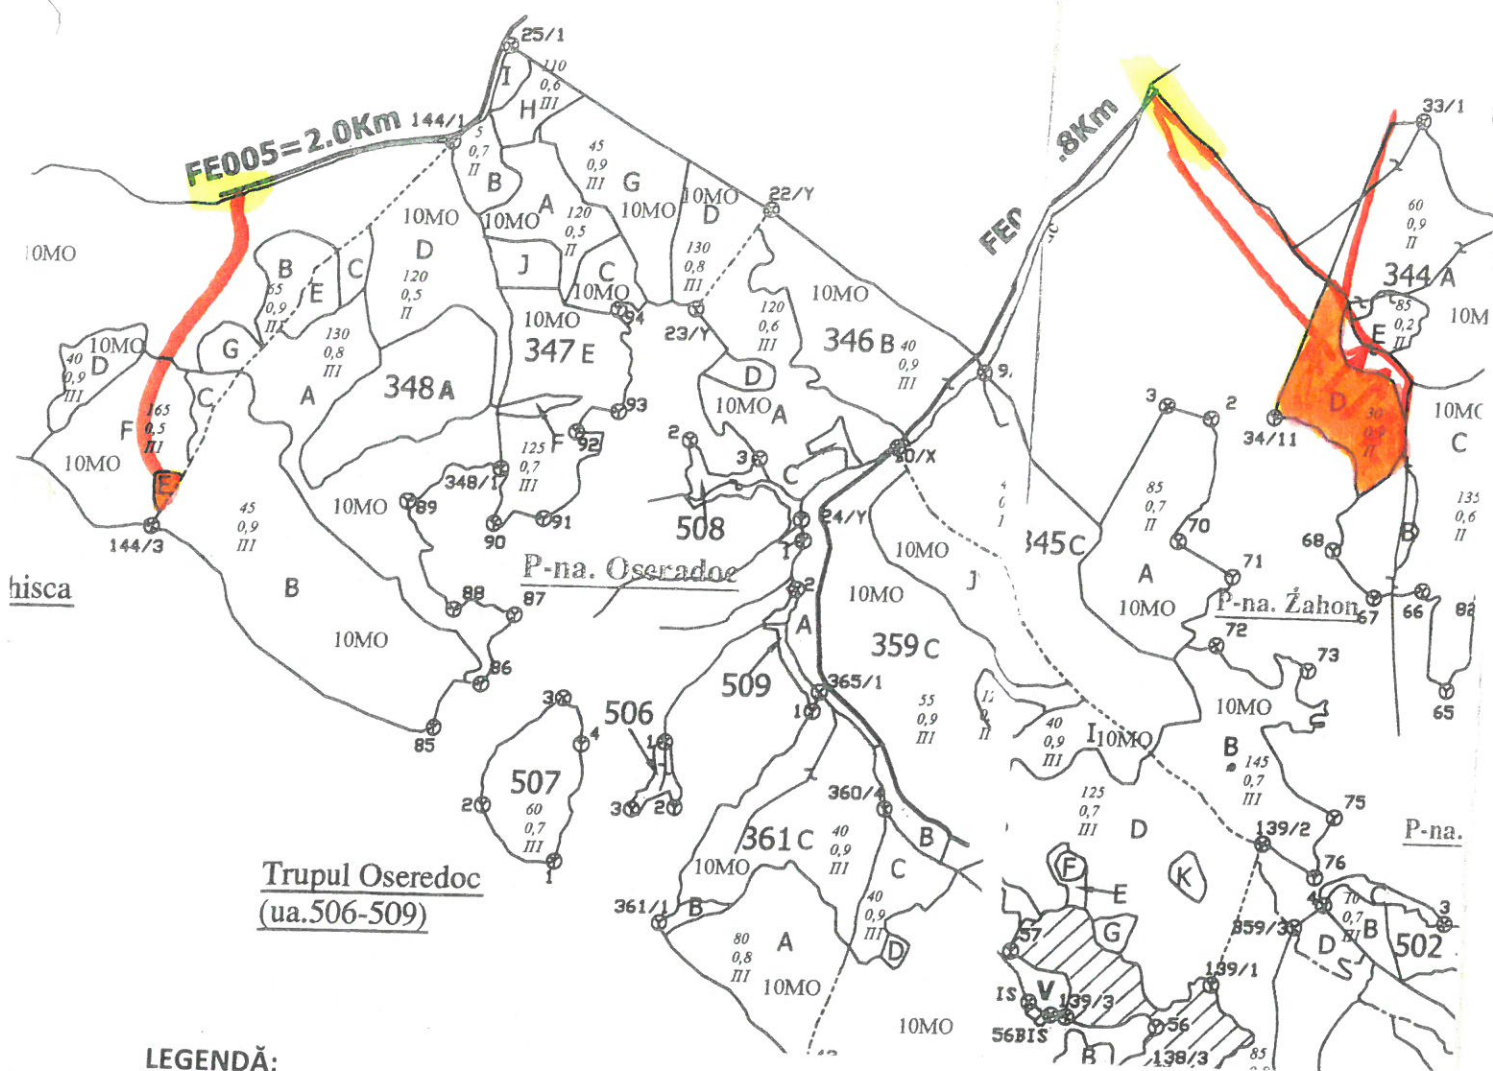 25/1
I
110
0,6
III
H
144/1
FE005=2.0Km
5
0,7
II
B
45
0,9
III
G
10MO
10MO
D
22/Y
33/1
.8Km
10MO
10MO
A
120
0,5
II
10MO
D
120
0,5
II
J
C
10MO
130
0,8
III
60
0,9
II
344 A
10MO
B
65
0,9
III
E
C
G
130
0,8
III
A
348 A
10MO
347 E
94
23/Y
120
0,6
III
10MO
346 B
40
0,9
III
85
0,2
II
E
10MO
D
40
0,9
III
C
F
165
0,5
III
10MO
E
144/3
45
0,9
III
B
10MO
93
92
F
125
0,7
III
348/1
10MO
89
90
91
88
87
86
85
D
10MO
A
2
3
C
508
24/Y
1
2
P-na. Oseradoc
3
2
34/11
D
30
0,9
II
10MO
C
135
0,6
II
85
0,7
II
70
71
68
67
66
82
65
B
A
10MO
P-na. Žahon
345 C
10MO
J
10MO
359 C
A
509
365/1
1
55
0,9
III
72
73
10MO
40
0,9
III
I
10MO
B
145
0,7
III
75
139/2
76
P-na.
hisca
3
4
507
60
0,7
III
2
1
506
1
3
2
360/4
361 C
40
0,9
III
10MO
B
C
40
0,9
III
D
361/1
B
80
0,8
III
A
10MO
10MO
125
0,7
III
D
F
E
K
G
57
IS
V
139/3
56BIS
56
B
138/3
139/1
359/3
4
70
0,7
III
B
D
502
3
85
Trupul Oseredoc
(ua.506-509)
LEGENDĂ: